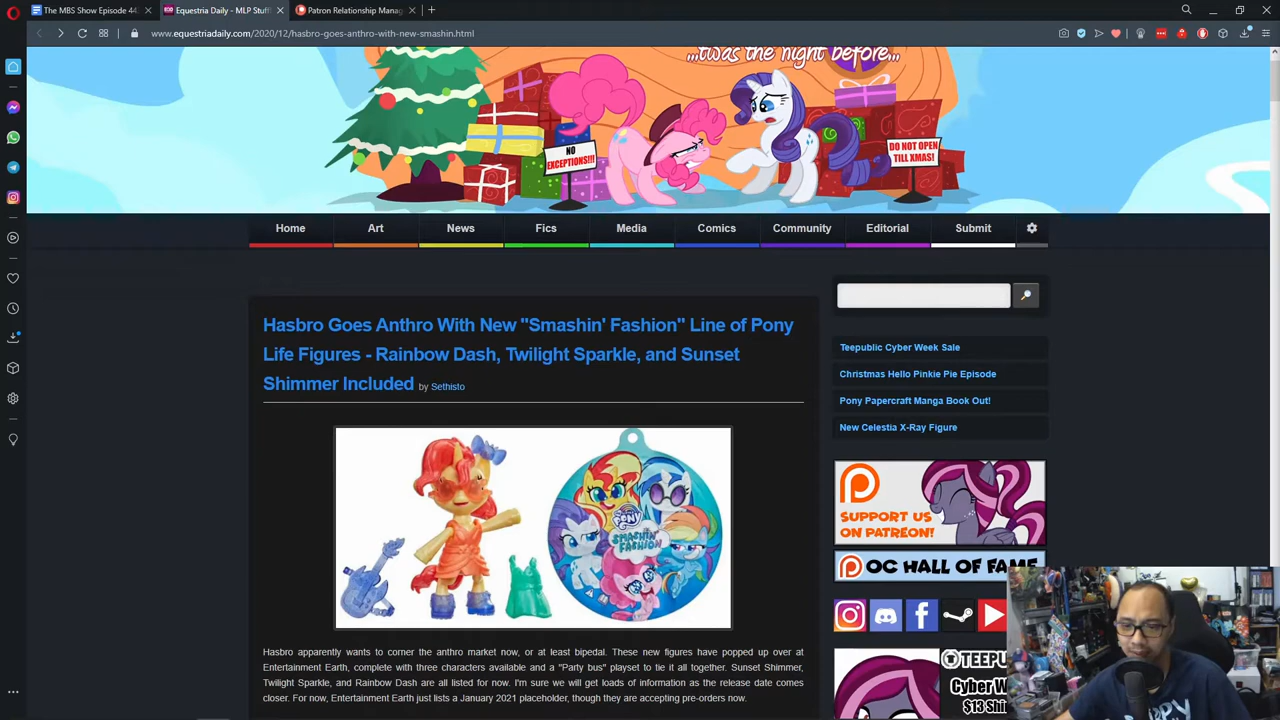 The MBS Show Episode 44
Equestria Daily - MLP Stuff!
Patron Relationship Manag
www.equestriadaily.com/2020/12/hasbro-goes-anthro-with-new-smashin.html
...twas the night before...
NO EXCEPTIONS!!!
DO NOT OPEN TILL XMAS!
Home Art News Fics Media Comics Community Editorial Submit
Hasbro Goes Anthro With New "Smashin' Fashion" Line of Pony
Life Figures - Rainbow Dash, Twilight Sparkle, and Sunset
Shimmer Included by Sethisto
Teepublic Cyber Week Sale
Christmas Hello Pinkie Pie Episode
Pony Papercraft Manga Book Out!
New Celestia X-Ray Figure
Pony
SMASHIN'
FASHION
SUPPORT US
ON PATREON!
OC HALL OF FAME
Hasbro apparently wants to corner the anthro market now, or at least bipedal. These new figures have popped up over at
Entertainment Earth, complete with three characters available and a "Party bus" playset to tie it all together. Sunset Shimmer,
Twilight Sparkle, and Rainbow Dash are all listed for now. I'm sure we will get loads of information as the release date comes
closer. For now, Entertainment Earth just lists a January 2021 placeholder, though they are accepting pre-orders now.
TEEPU
Cyber W
$13 Shi